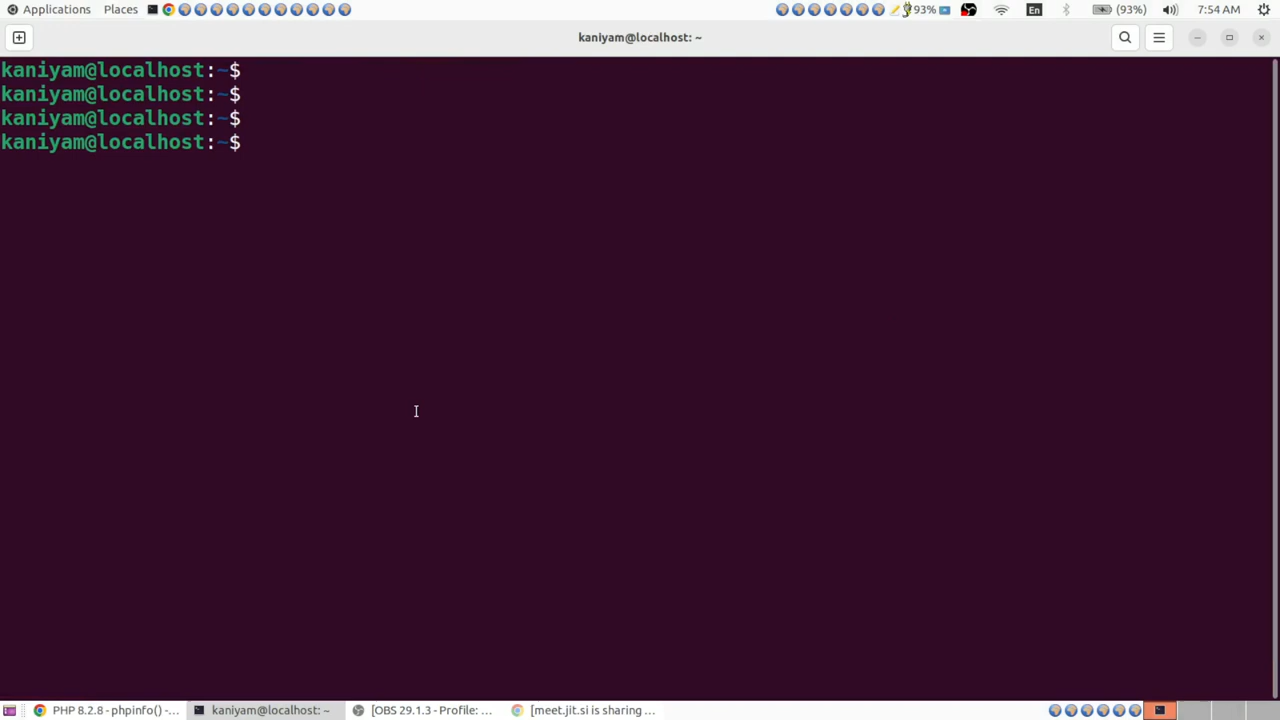 Applications Places 93% En (93%) 7:54 AM
kaniyam@localhost: ~
kaniyam@localhost:~$
kaniyam@localhost:~$
kaniyam@localhost:~$
kaniyam@localhost:~$
PHP 8.2.8 - phpinfo() -... kaniyam@localhost: ~ [OBS 29.1.3 - Profile: ... [meet.jit.si is sharing ...